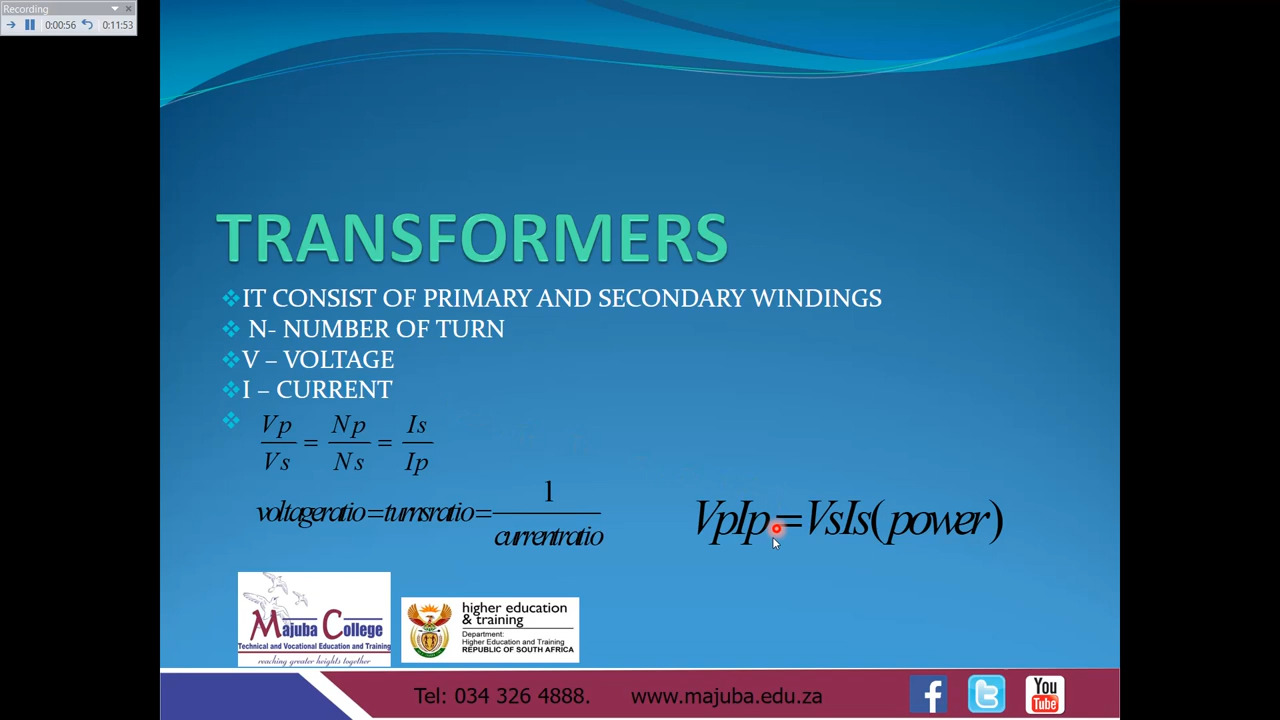 Recording
0:00:56 0:11:53
TRANSFORMERS
IT CONSIST OF PRIMARY AND SECONDARY WINDINGS
N- NUMBER OF TURN
V – VOLTAGE
I – CURRENT
Vp/Vs = Np/Ns = Is/Ip
voltageratio=turnsratio=1/currentratio
VpIp=VsIs(power)
Majuba College
Technical and Vocational Education and Training
reaching greater heights together
higher education
& training
Department:
Higher Education and Training
REPUBLIC OF SOUTH AFRICA
Tel: 034 326 4888. www.majuba.edu.za
You
Tube